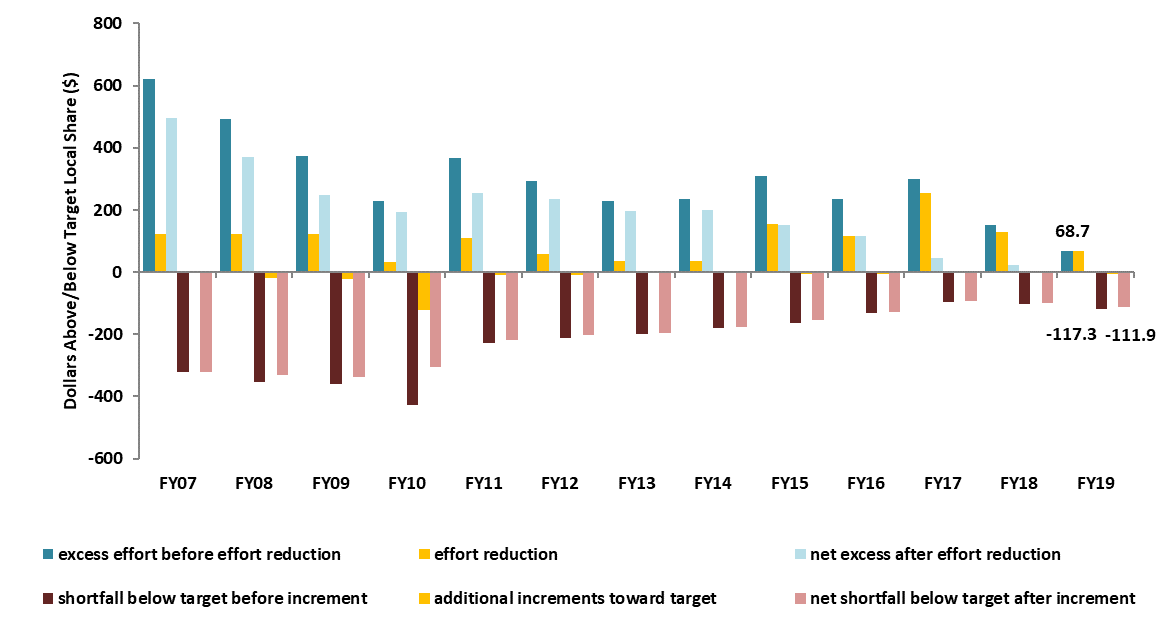 Dollars Above/Below Target Local Share ($)
800
600
400
200
0
-200
-400
-600
68.7
-117.3
-111.9
FY07 FY08 FY09 FY10 FY11 FY12 FY13 FY14 FY15 FY16 FY17 FY18 FY19
excess effort before effort reduction effort reduction net excess after effort reduction
shortfall below target before increment additional increments toward target net shortfall below target after increment